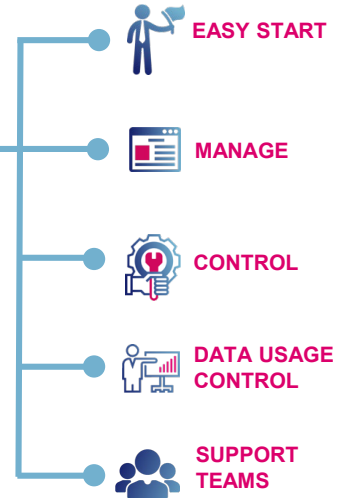 EASY START
MANAGE
CONTROL
DATA USAGE
CONTROL
SUPPORT
TEAMS